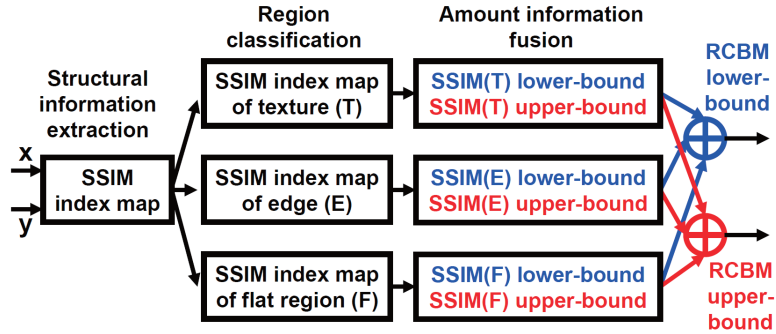 Region
classification
Amount information
fusion
Structural
information
extraction
x
y
SSIM
index map
SSIM index map
of texture (T)
SSIM index map
of edge (E)
SSIM index map
of flat region (F)
SSIM(T) lower-bound
SSIM(T) upper-bound
SSIM(E) lower-bound
SSIM(E) upper-bound
SSIM(F) lower-bound
SSIM(F) upper-bound
RCBM
lower-
bound
RCBM
upper-
bound